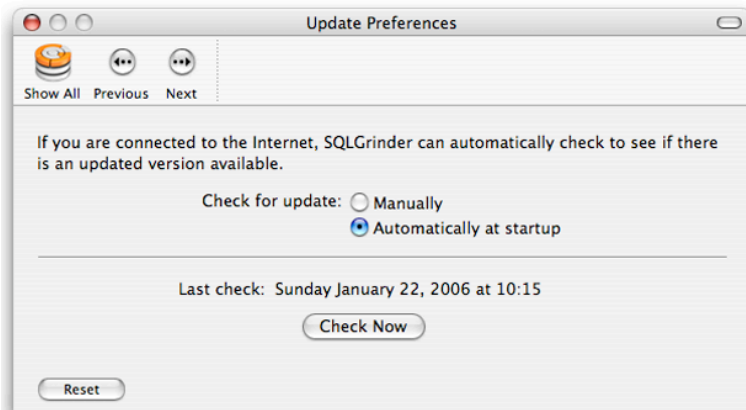 Update Preferences
Show All Previous Next
If you are connected to the Internet, SQLGrinder can automatically check to see if there
is an updated version available.
Check for update: Manually
Automatically at startup
Last check: Sunday January 22, 2006 at 10:15
Check Now
Reset